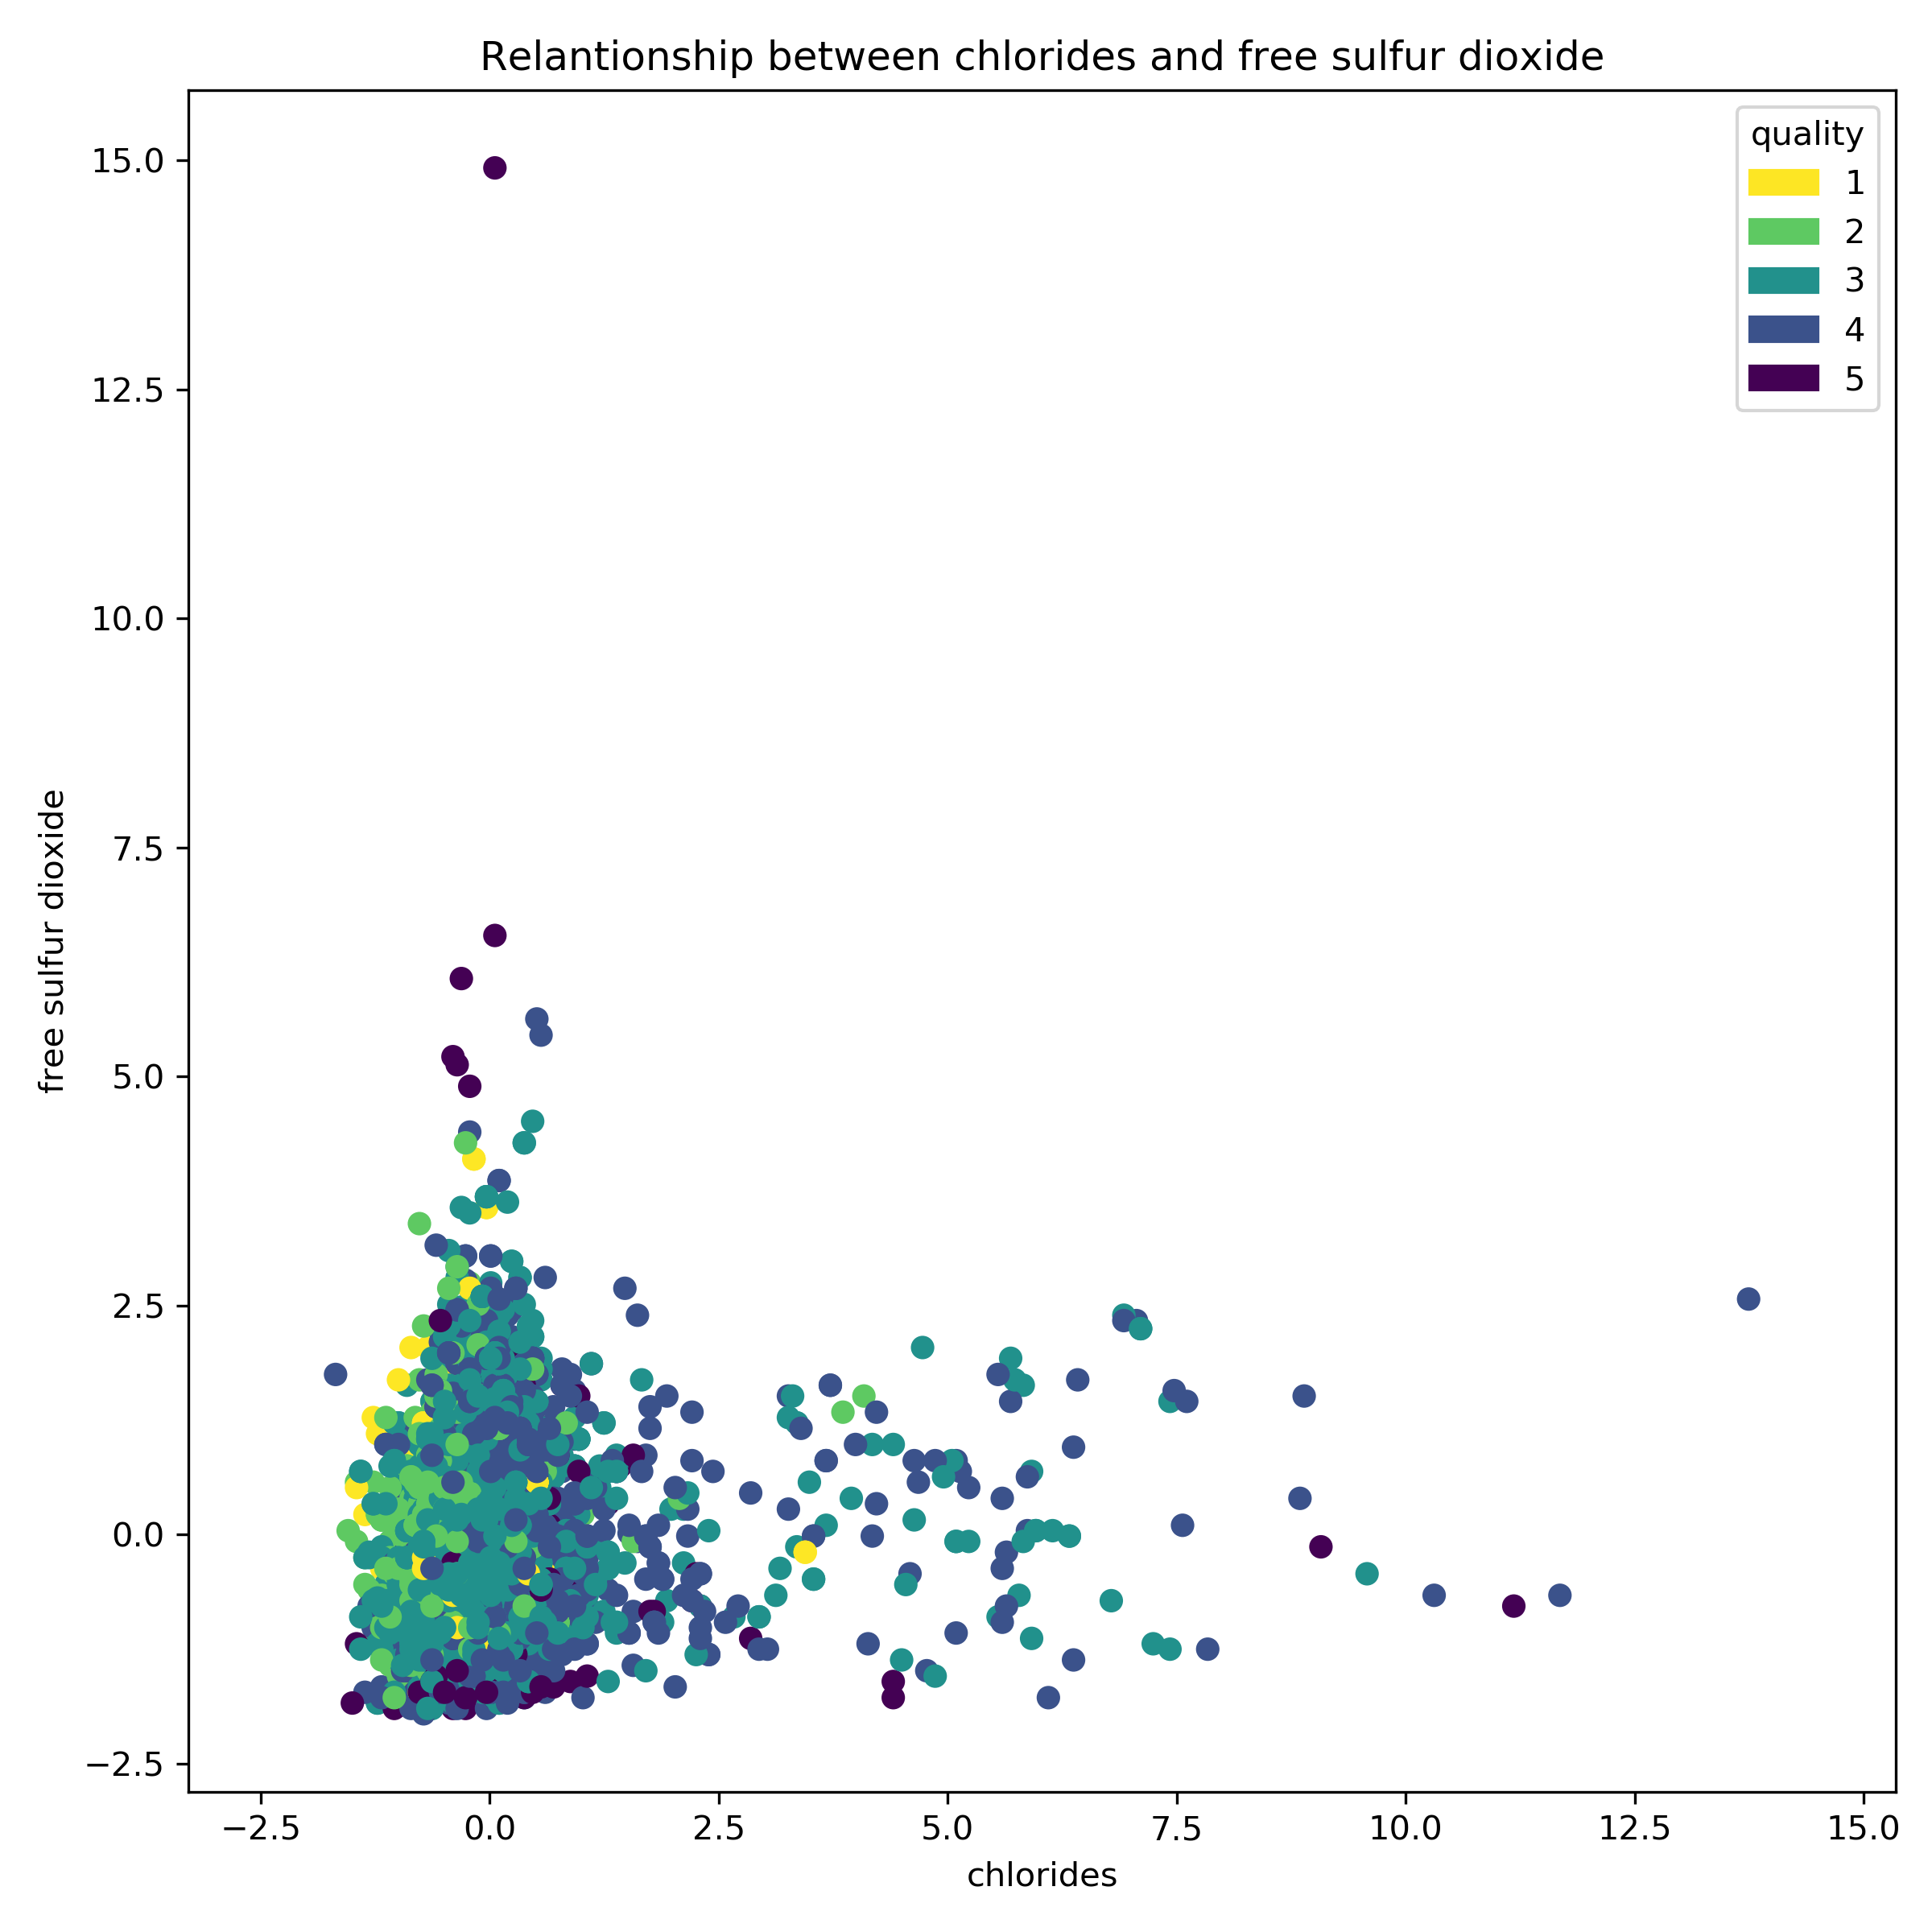 Relantionship between chlorides and free sulfur dioxide
quality
1
2
3
4
5
15.0
12.5
10.0
7.5
5.0
2.5
0.0
−2.5
free sulfur dioxide
−2.5 0.0 2.5 5.0 7.5 10.0 12.5 15.0
chlorides